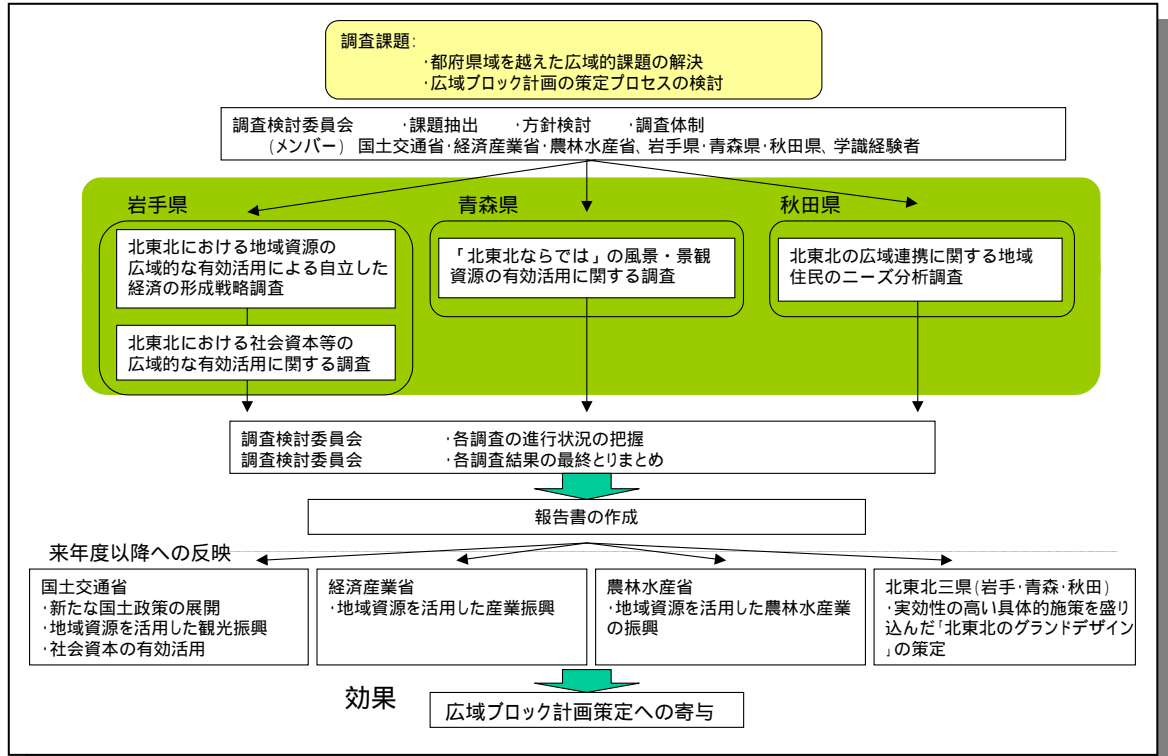 調査課題:
・都府県域を越えた広域的課題の解決
・広域ブロック計画の策定プロセスの検討
調査検討委員会　・課題抽出　・方針検討　・調査体制
(メンバー)　国土交通省・経済産業省・農林水産省、岩手県・青森県・秋田県、学識経験者
岩手県
北東北における地域資源の
広域的な有効活用による自立した
経済の形成戦略調査
北東北における社会資本等の
広域的な有効活用に関する調査
青森県
「北東北ならでは」の風景・景観
資源の有効活用に関する調査
秋田県
北東北の広域連携に関する地域
住民のニーズ分析調査
調査検討委員会　・各調査の進行状況の把握
調査検討委員会　・各調査結果の最終とりまとめ
報告書の作成
来年度以降への反映
国土交通省
・新たな国土政策の展開
・地域資源を活用した観光振興
・社会資本の有効活用
経済産業省
・地域資源を活用した産業振興
農林水産省
・地域資源を活用した農林水産業
の振興
北東北三県(岩手・青森・秋田)
・実効性の高い具体的施策を盛り
込んだ「北東北のグランドデザイン
」の策定
効果
広域ブロック計画策定への寄与